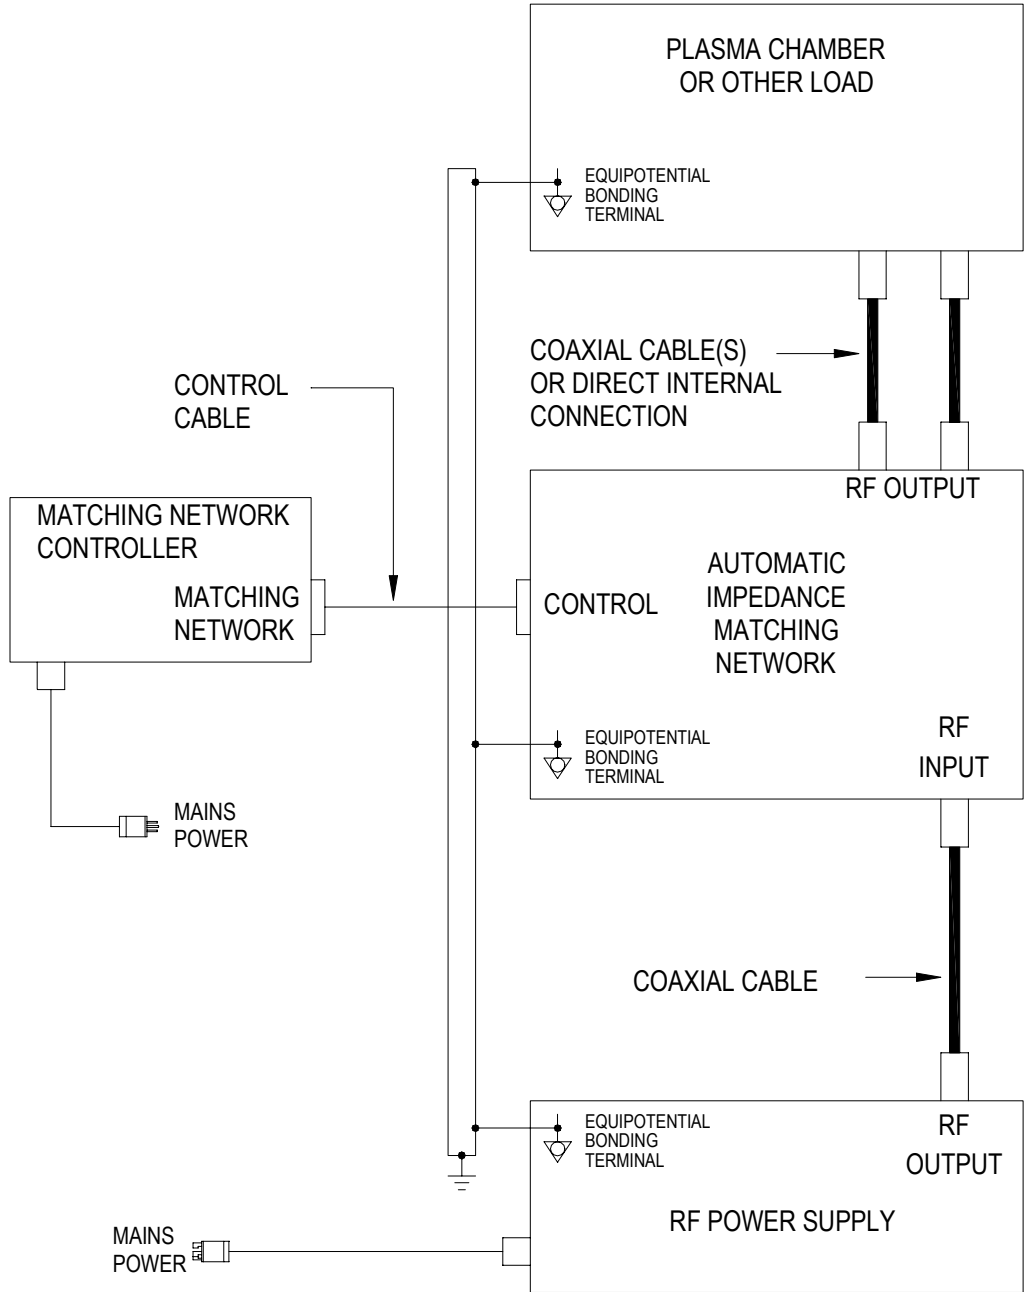 PLASMA CHAMBER
OR OTHER LOAD
EQUIPOTENTIAL
BONDING
TERMINAL
COAXIAL CABLE(S)
OR DIRECT INTERNAL
CONNECTION
CONTROL
CABLE
RF OUTPUT
MATCHING NETWORK
CONTROLLER
MATCHING
NETWORK
CONTROL
AUTOMATIC
IMPEDANCE
MATCHING
NETWORK
EQUIPOTENTIAL
BONDING
TERMINAL
RF
INPUT
MAINS
POWER
COAXIAL CABLE
EQUIPOTENTIAL
BONDING
TERMINAL
RF
OUTPUT
RF POWER SUPPLY
MAINS
POWER